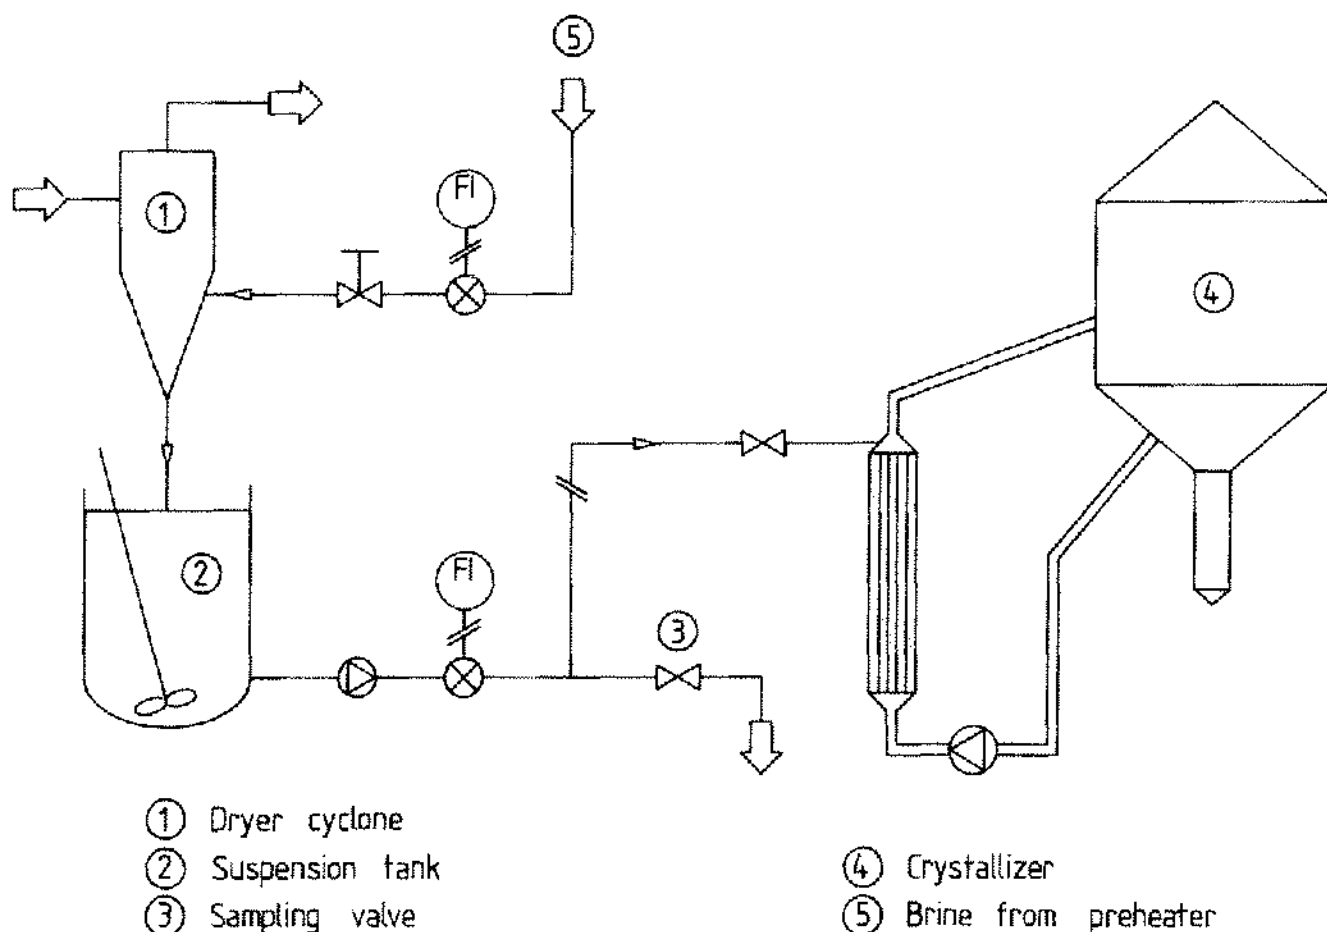 5
1
FI
4
FI
2
3
1 Dryer cyclone
2 Suspension tank
3 Sampling valve
4 Crystallizer
5 Brine from preheater